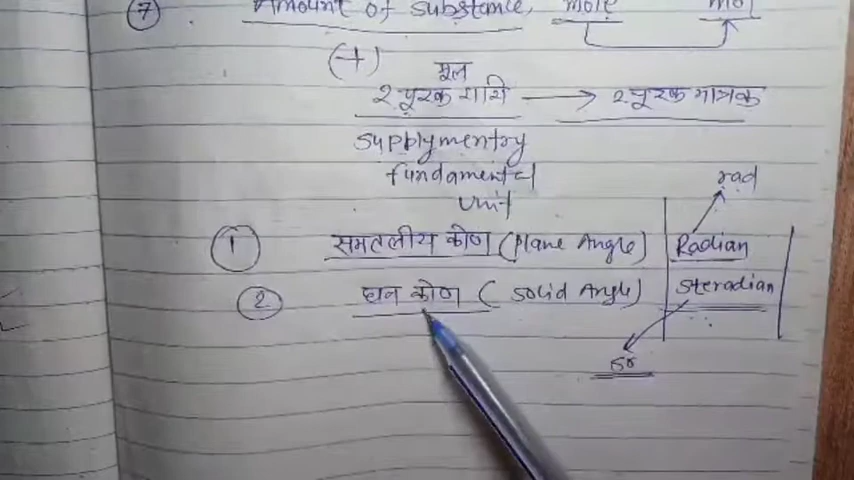 7 Amount of substance, mole mol
(+)
मूल
2 पूरक राशि → 2 पूरक मात्रक
Supplymentry
fundamental
unit
rad
1 समतलीय कोण (Plane Angle) Radian
2 घन कोण (Solid Angle) Steradian
sr